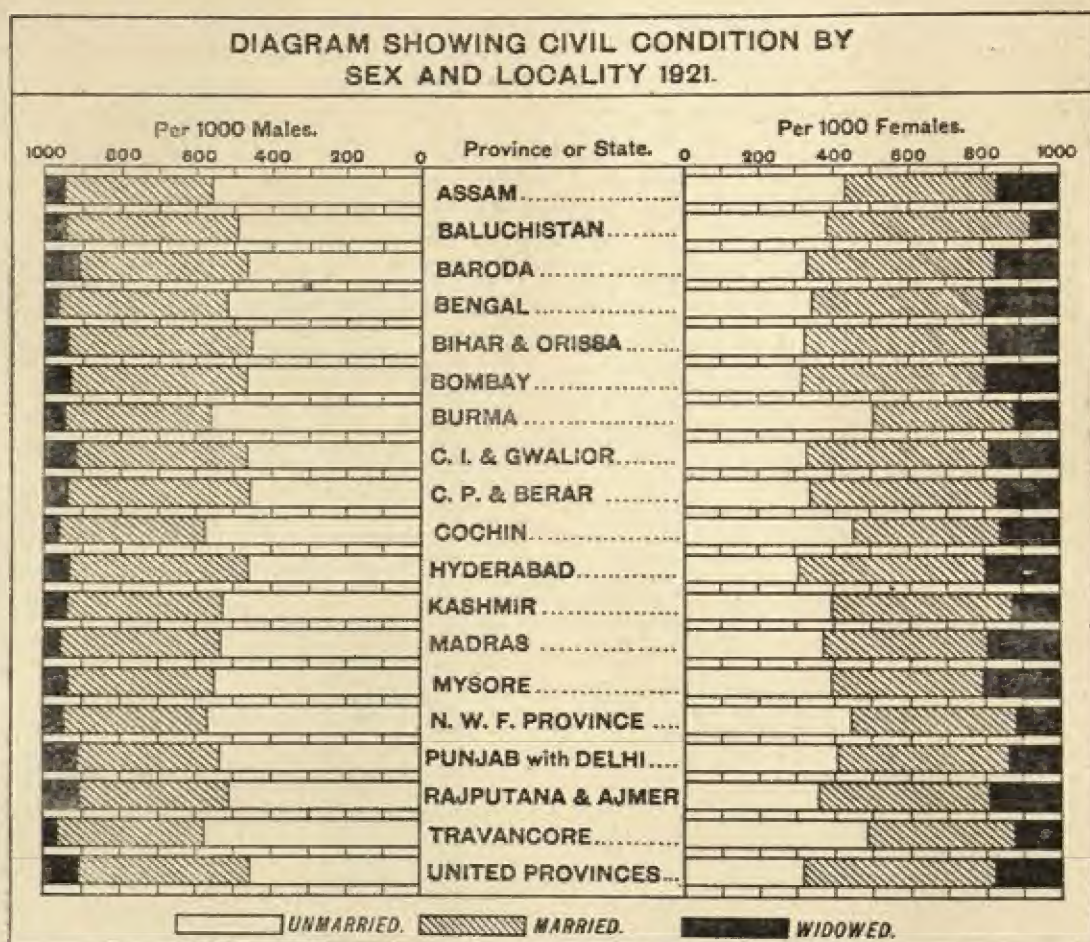 DIAGRAM SHOWING CIVIL CONDITION BY
SEX AND LOCALITY 1921.
Per 1000 Males.
Per 1000 Females.
1000 800 600 400 200 0 Province or State. 0 200 400 600 800 1000
ASSAM
BALUCHISTAN
BARODA
BENGAL
BIHAR & ORISSA
BOMBAY
BURMA
C. I. & GWALIOR
C. P. & BERAR
COCHIN
HYDERABAD
KASHMIR
MADRAS
MYSORE
N. W. F. PROVINCE
PUNJAB with DELHI
RAJPUTANA & AJMER
TRAVANCORE
UNITED PROVINCES
UNMARRIED. MARRIED. WIDOWED.